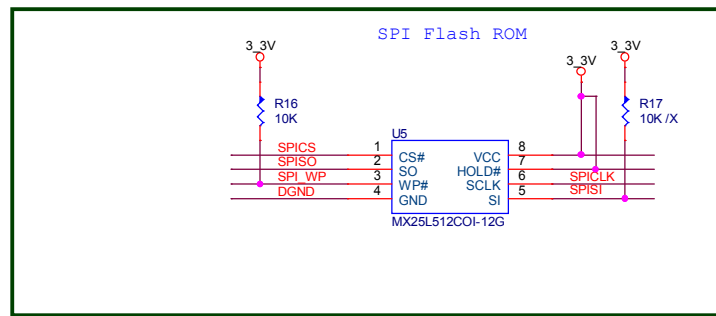 SPI Flash ROM
3_3V
3_3V
3_3V
R16
10K
R17
10K /X
U5
SPICS
1
CS#
VCC
8
SPISO
2
SO
HOLD#
7
SPI_WP
3
WP#
SCLK
6
SPICLK
DGND
4
GND
SI
5
SPISI
MX25L512COI-12G